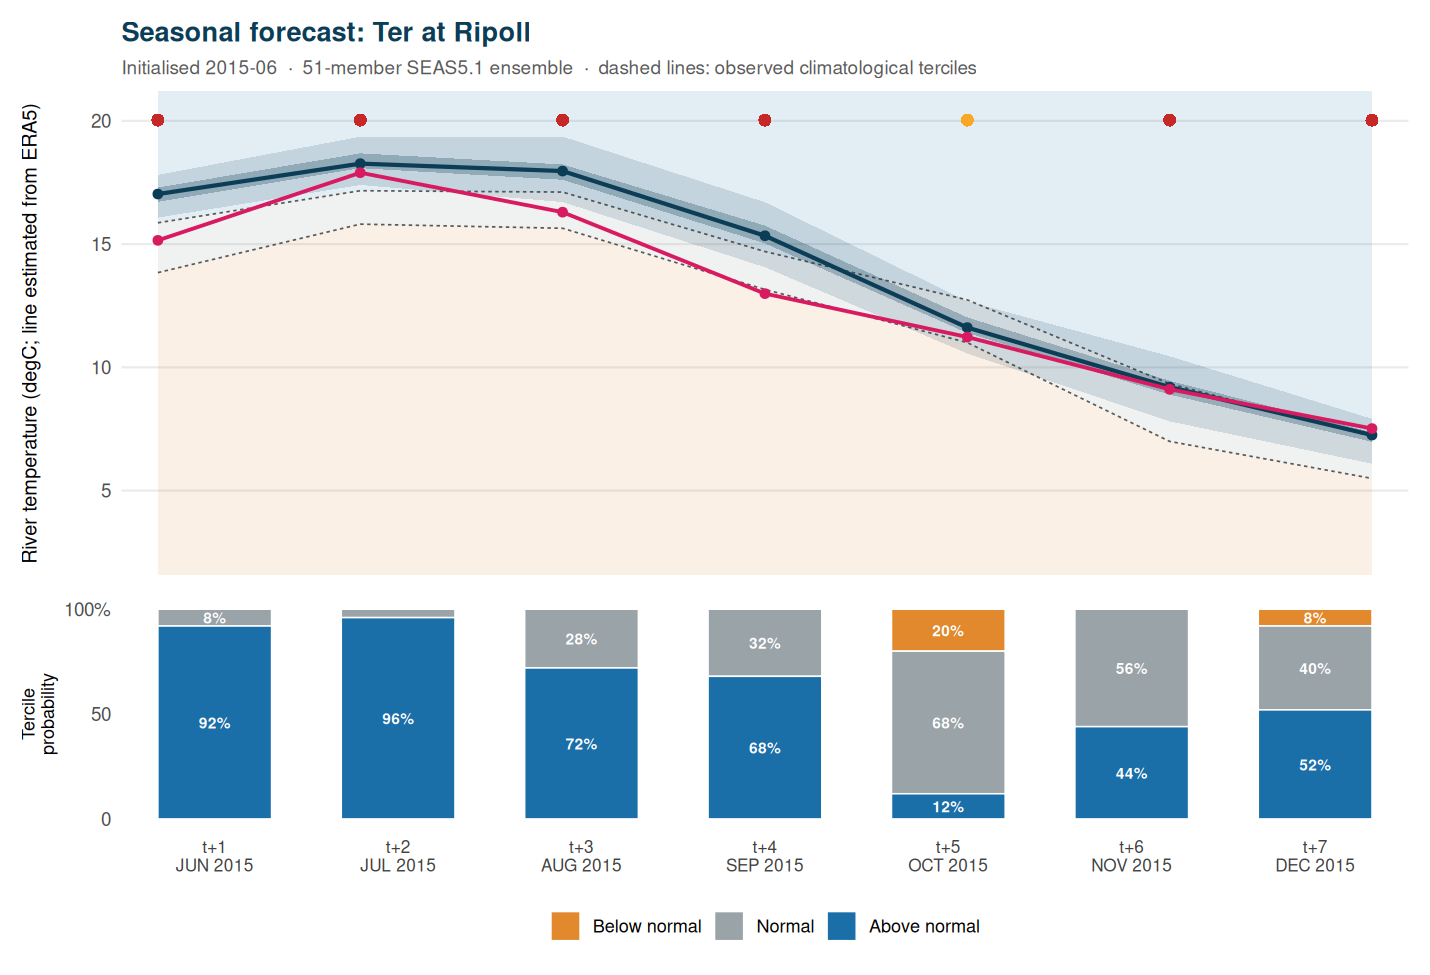 Seasonal forecast: Ter at Ripoll
Initialised 2015-06 · 51-member SEAS5.1 ensemble · dashed lines: observed climatological terciles
River temperature (degC; line estimated from ERA5)
20
15
10
5
Tercile
probability
100%
50
0
8%
92%
96%
28%
72%
32%
68%
20%
68%
12%
56%
44%
8%
40%
52%
t+1
JUN 2015
t+2
JUL 2015
t+3
AUG 2015
t+4
SEP 2015
t+5
OCT 2015
t+6
NOV 2015
t+7
DEC 2015
Below normal
Normal
Above normal